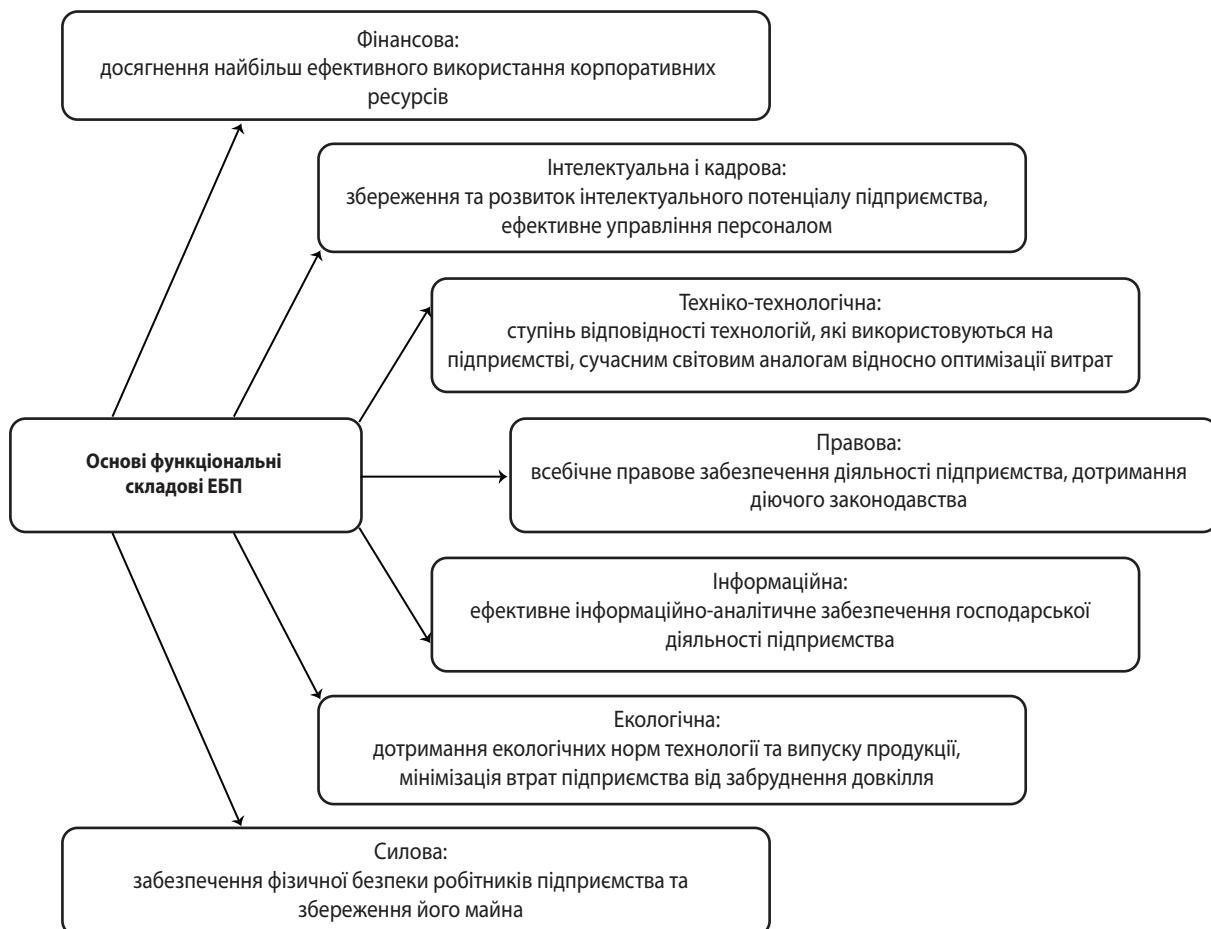 Фінансова:
досягнення найбільш ефективного використання корпоративних
ресурсів
Інтелектуальна і кадрова:
збереження та розвиток інтелектуального потенціалу підприємства,
ефективне управління персоналом
Техніко-технологічна:
ступінь відповідності технологій, які використовуються на
підприємстві, сучасним світовим аналогам відносно оптимізації витрат
Основі функціональні
складові ЕБП
Правова:
всебічне правове забезпечення діяльності підприємства, дотримання
діючого законодавства
Інформаційна:
ефективне інформаційно-аналітичне забезпечення господарської
діяльності підприємства
Екологічна:
дотримання екологічних норм технології та випуску продукції,
мінімізація втрат підприємства від забруднення довкілля
Силова:
забезпечення фізичної безпеки робітників підприємства та
збереження його майна